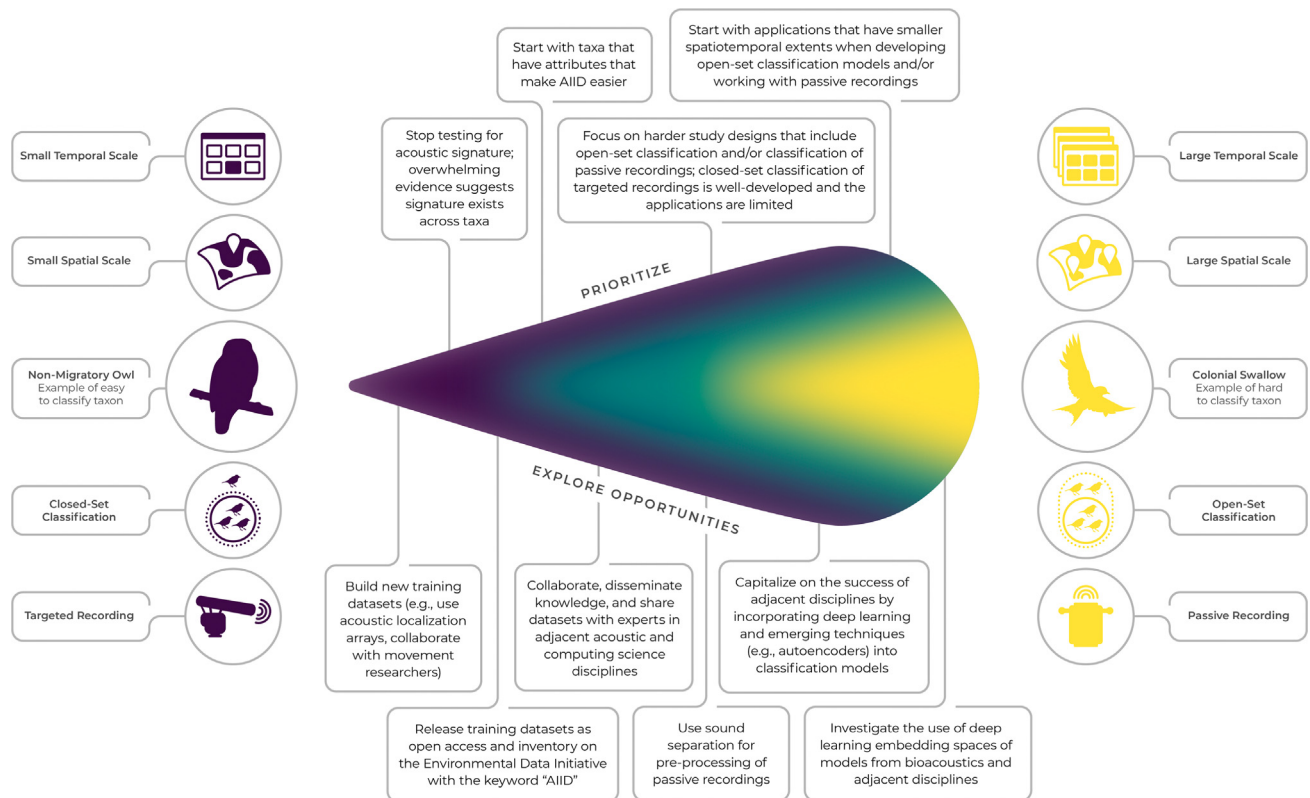 Start with taxa that
have attributes that
make AIID easier
Start with applications that have smaller
spatiotemporal extents when developing
open-set classification models and/or
working with passive recordings
Stop testing for
acoustic signature;
overwhelming
evidence suggests
signature exists
across taxa
Focus on harder study designs that include
open-set classification and/or classification of
passive recordings; closed-set classification of
targeted recordings is well-developed and the
applications are limited
Small Temporal Scale
Small Spatial Scale
Non-Migratory Owl
Example of easy
to classify taxon
Closed-Set
Classification
Targeted Recording
PRIORITIZE
EXPLORE OPPORTUNITIES
Large Temporal Scale
Large Spatial Scale
Colonial Swallow
Example of hard
to classify taxon
Open-Set
Classification
Passive Recording
Build new training
datasets (e.g., use
acoustic localization
arrays, collaborate
with movement
researchers)
Collaborate, disseminate
knowledge, and share
datasets with experts in
adjacent acoustic and
computing science
disciplines
Capitalize on the success of
adjacent disciplines by
incorporating deep learning
and emerging techniques
(e.g., autoencoders) into
classification models
Release training datasets as
open access and inventory on
the Environmental Data Initiative
with the keyword “AIID”
Use sound
separation for
pre-processing of
passive recordings
Investigate the use of deep
learning embedding spaces of
models from bioacoustics and
adjacent disciplines